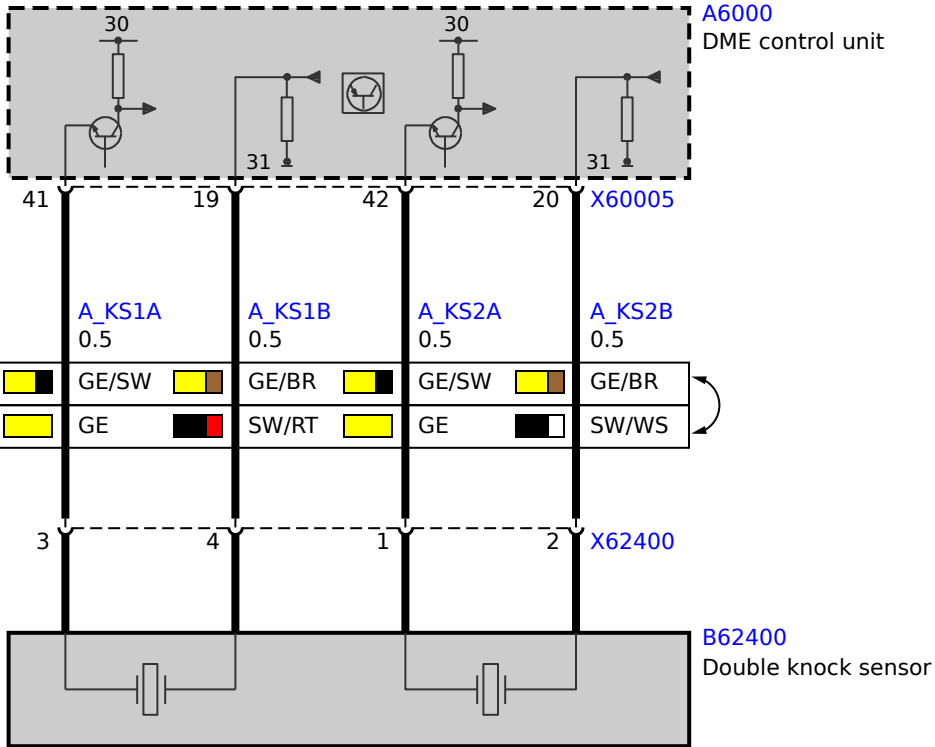 30 30 A6000
DME control unit
31 31
41 19 42 20 X60005
A_KS1A A_KS1B A_KS2A A_KS2B
0.5 0.5 0.5 0.5
GE/SW GE/BR GE/SW GE/BR
GE SW/RT GE SW/WS
3 4 1 2 X62400
B62400
Double knock sensor